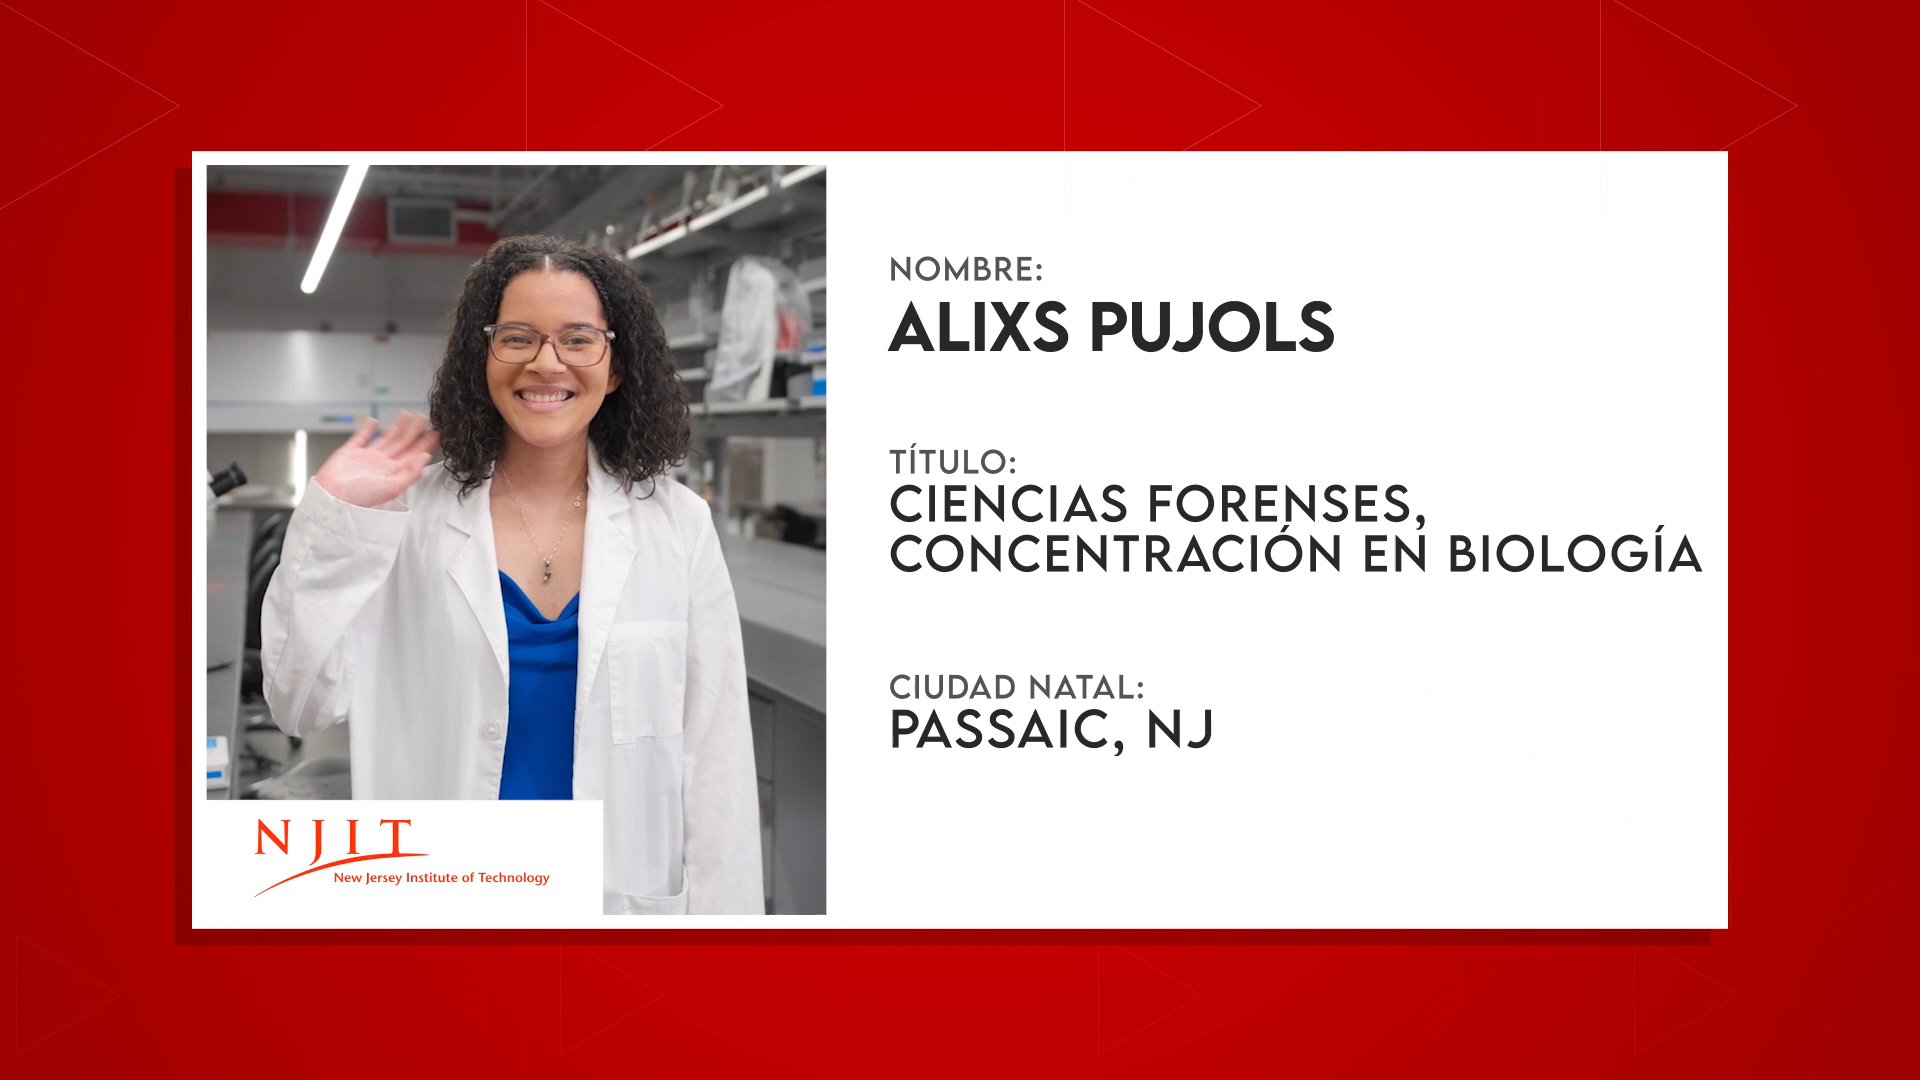 NOMBRE:
ALIXS PUJOLS
TÍTULO:
CIENCIAS FORENSES,
CONCENTRACIÓN EN BIOLOGÍA
CIUDAD NATAL:
PASSAIC, NJ
NJIT
New Jersey Institute of Technology